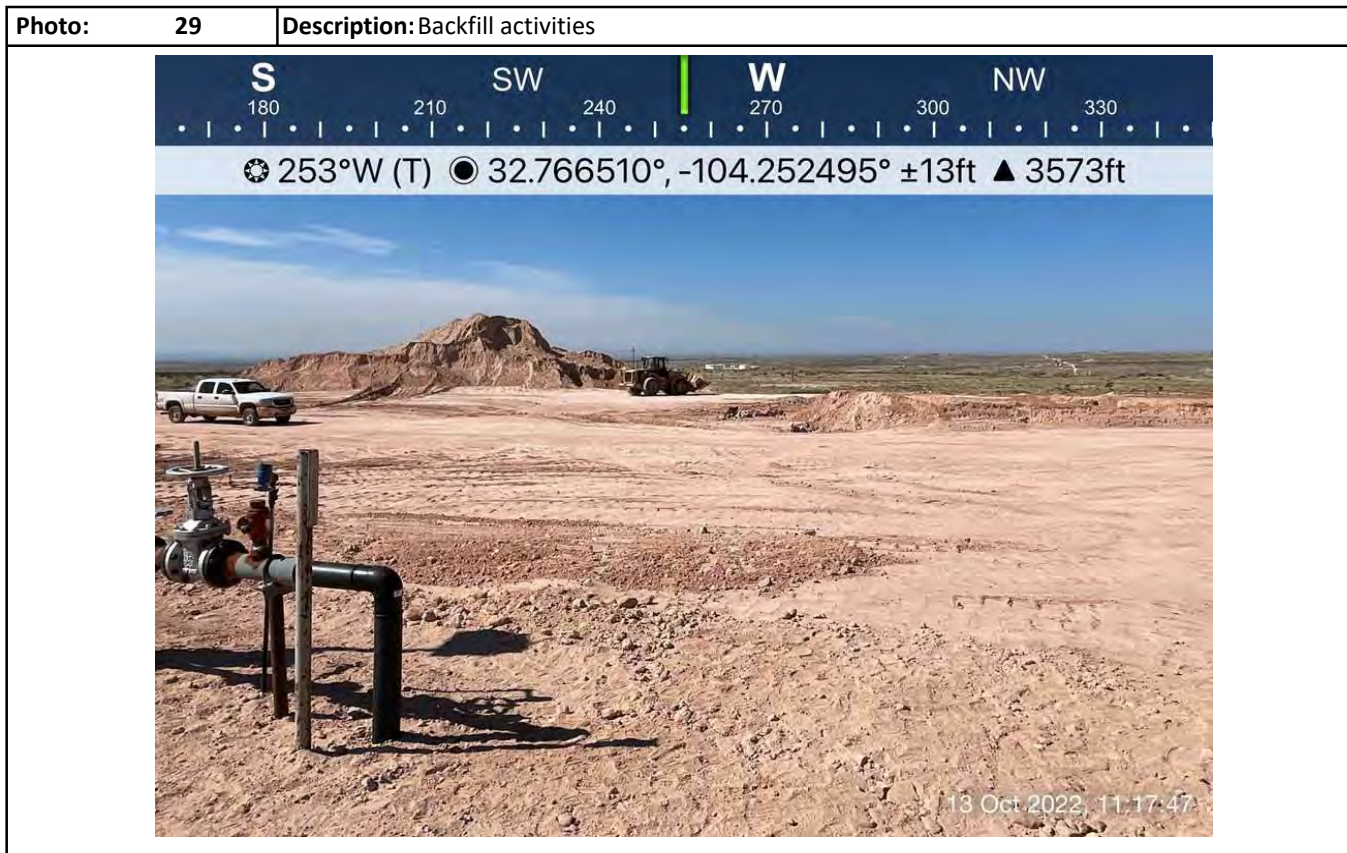 Photo: 29 Description: Backfill activities
S SW W NW
180 210 240 270 300 330
253°W (T) 32.766510°, -104.252495° ±13ft ▲ 3573ft
13 Oct 2022, 11:17:47